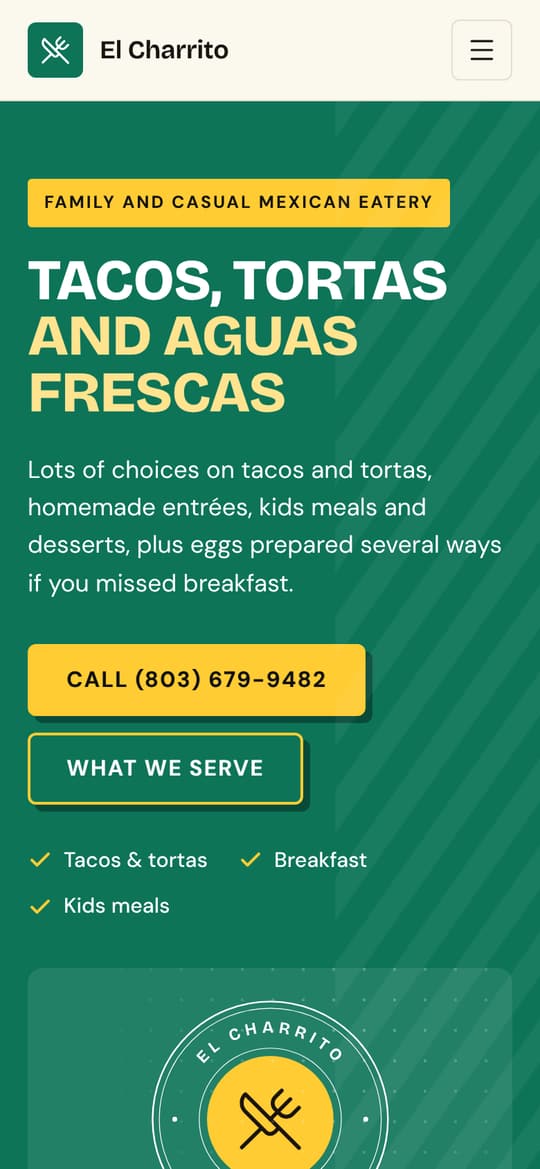 El Charrito
FAMILY AND CASUAL MEXICAN EATERY
TACOS, TORTAS
AND AGUAS
FRESCAS
Lots of choices on tacos and tortas,
homemade entrées, kids meals and
desserts, plus eggs prepared several ways
if you missed breakfast.
CALL (803) 679-9482
WHAT WE SERVE
Tacos & tortas
Breakfast
Kids meals
EL CHARRITO